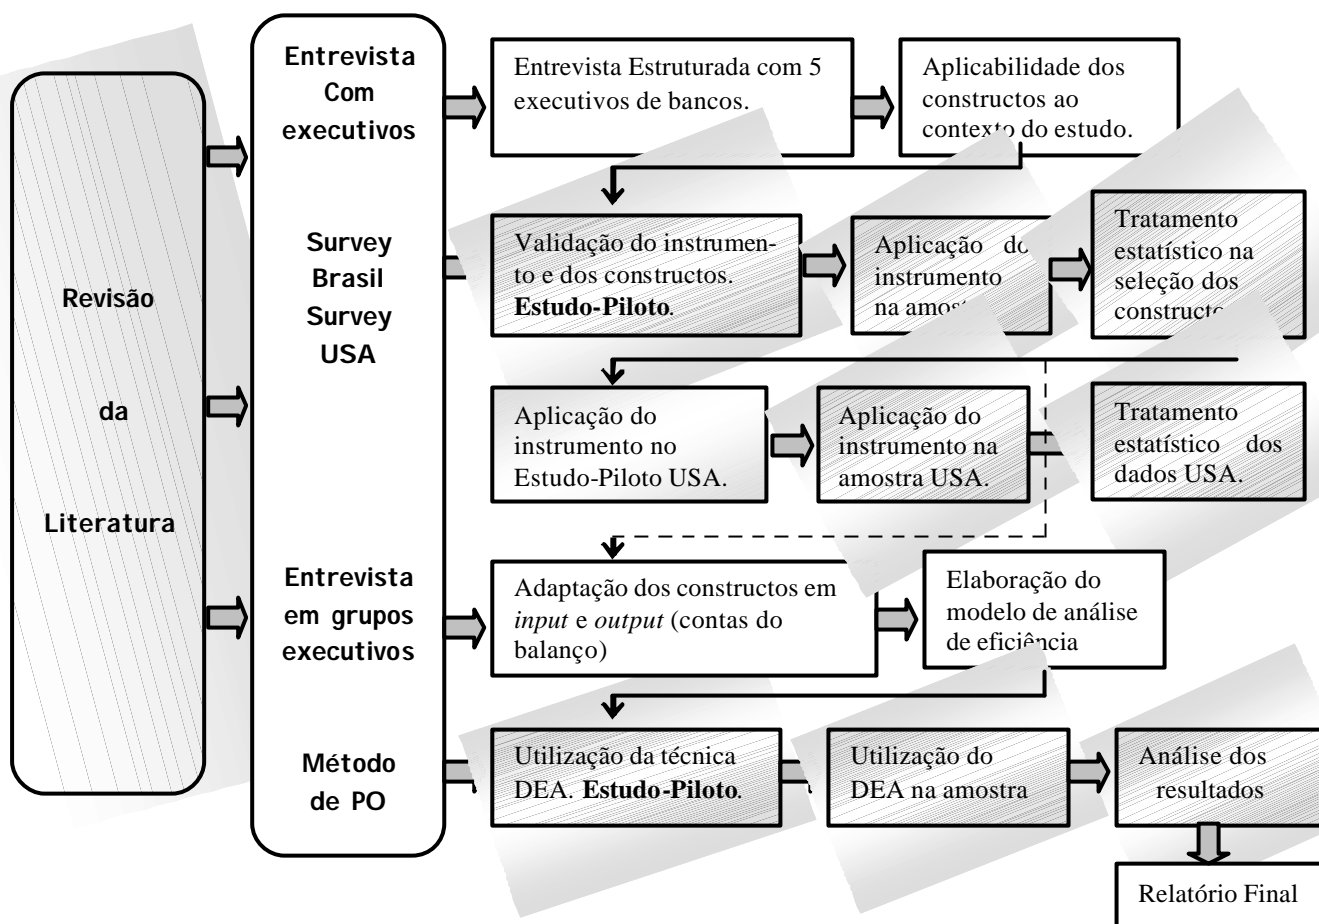 Revisão
da
Literatura
Entrevista
Com
executivos
Survey
Brasil
Survey
USA
Entrevista
em grupos
executivos
Método
de PO
Entrevista Estruturada com 5
executivos de bancos.
Aplicabilidade dos
constructos ao
contexto do estudo.
Validação do instrumen-
to e dos constructos.
Estudo-Piloto.
Aplicação do
instrumento
na amos
Tratamento
estatístico na
seleção dos
constructo
Aplicação do
instrumento no
Estudo-Piloto USA.
Aplicação do
instrumento na
amostra USA.
Tratamento
estatístico dos
dados USA.
Adaptação dos constructos em
input e output (contas do
balanço)
Elaboração do
modelo de análise
de eficiência
Utilização da técnica
DEA. Estudo-Piloto.
Utilização do
DEA na amostra
Análise dos
resultados
Relatório Final